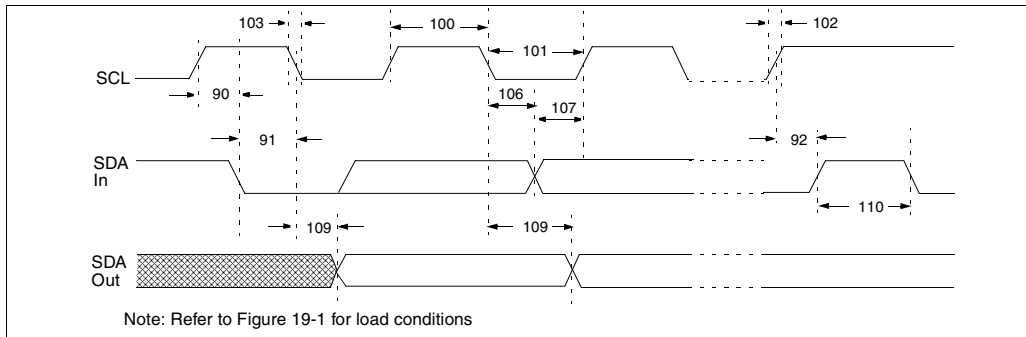 103
100
101
102
SCL
90
106
107
91
92
SDA
In
110
109
109
SDA
Out
Note: Refer to Figure 19-1 for load conditions